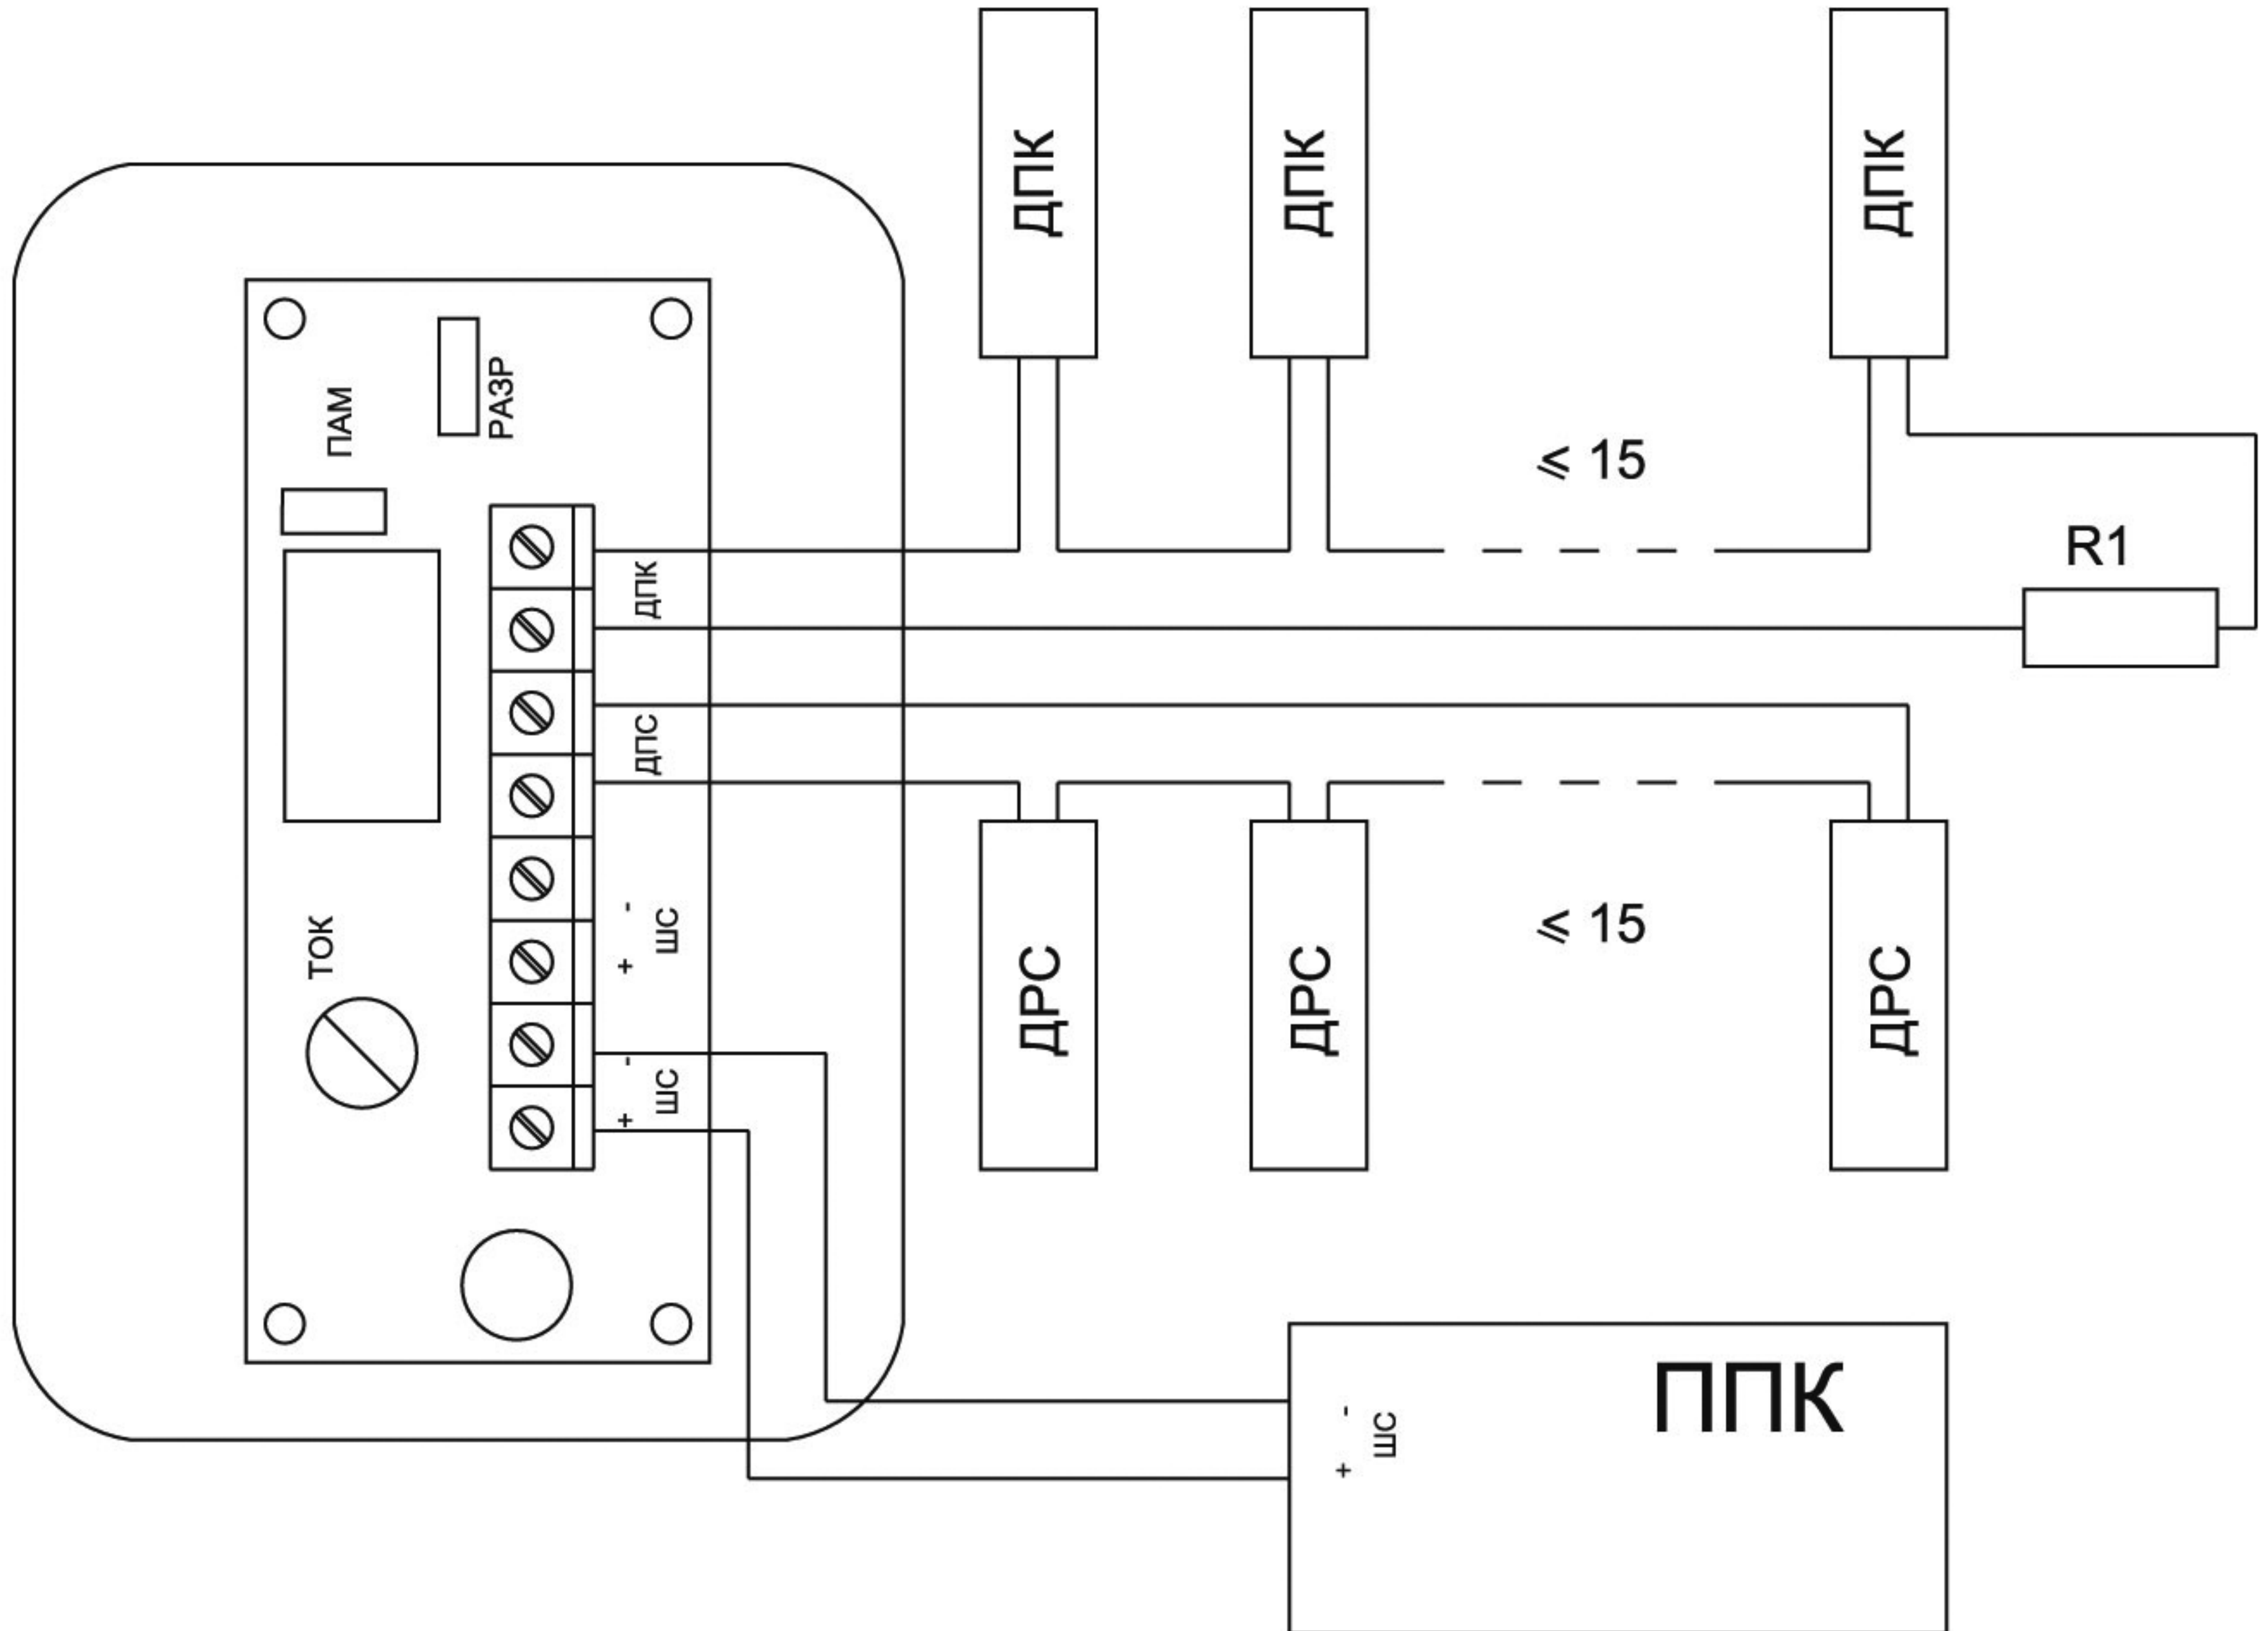 ДПК
ДПК
ДПК
ПАМ
РАЗР
⩽ 15
R1
ДПК
ДПС
ТОК
- +
ШС
⩽ 15
ДРС
ДРС
ДРС
- +
ШС
ППК
- +
ШС